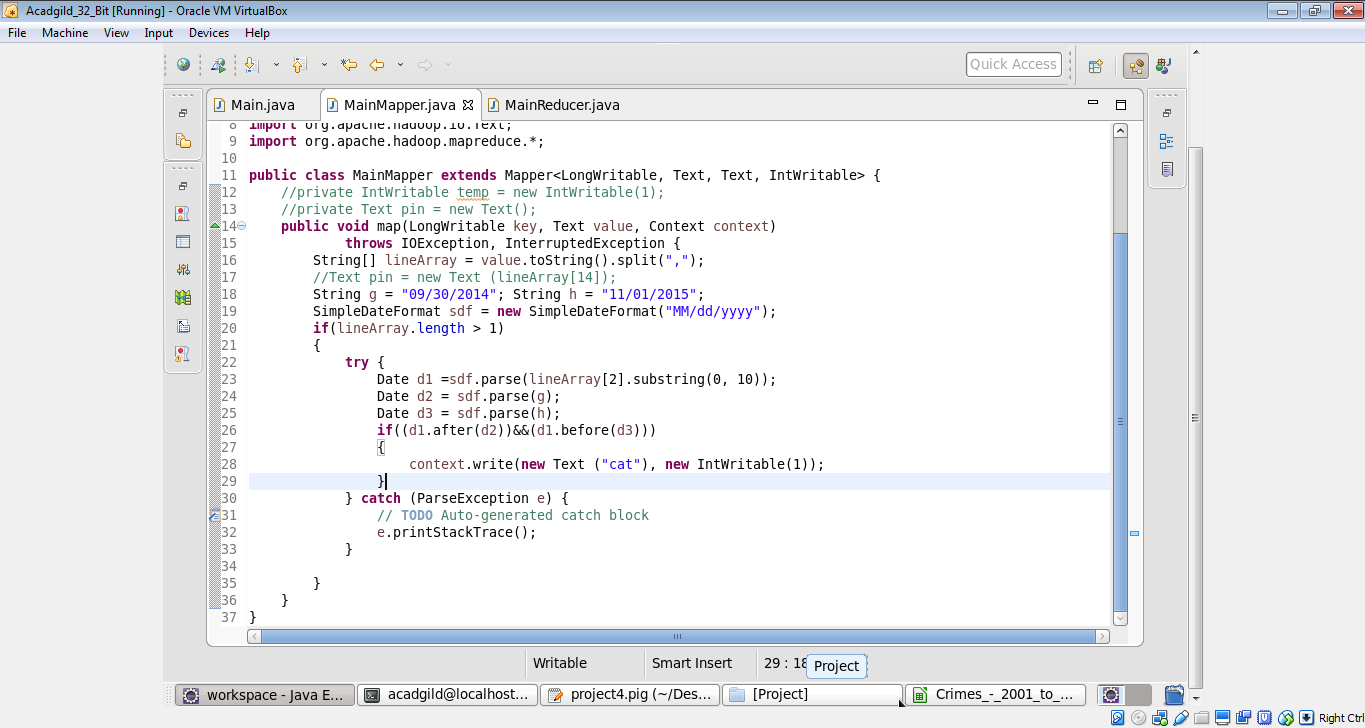 Acadgild_32_Bit [Running] - Oracle VM VirtualBox
File Machine View Input Devices Help
Quick Access
Main.java MainMapper.java MainReducer.java
8 import org.apache.hadoop.io.Text;
9 import org.apache.hadoop.mapreduce.*;
10
11 public class MainMapper extends Mapper<LongWritable, Text, Text, IntWritable> {
12 //private IntWritable temp = new IntWritable(1);
13 //private Text pin = new Text();
14 public void map(LongWritable key, Text value, Context context)
15 throws IOException, InterruptedException {
16 String[] lineArray = value.toString().split(",");
17 //Text pin = new Text (lineArray[14]);
18 String g = "09/30/2014"; String h = "11/01/2015";
19 SimpleDateFormat sdf = new SimpleDateFormat("MM/dd/yyyy");
20 if(lineArray.length > 1)
21 {
22 try {
23 Date d1 =sdf.parse(lineArray[2].substring(0, 10));
24 Date d2 = sdf.parse(g);
25 Date d3 = sdf.parse(h);
26 if((d1.after(d2))&&(d1.before(d3)))
27 {
28 context.write(new Text ("cat"), new IntWritable(1));
29 }
30 } catch (ParseException e) {
31 // TODO Auto-generated catch block
32 e.printStackTrace();
33 }
34
35 }
36 }
37 }
Writable Smart Insert 29 : 18 Project
workspace - Java E... acadgild@localhost... project4.pig (~/Des... [Project] Crimes_-_2001_to_...
Right Ctrl